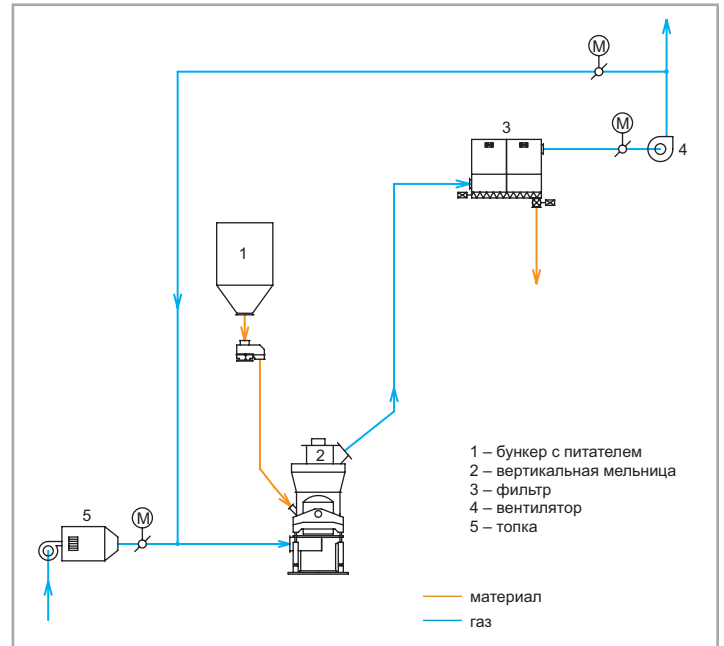 M
M
3
4
1
2
1 – бункер с питателем
2 – вертикальная мельница
3 – фильтр
4 – вентилятор
5 – топка
5
M
материал
газ